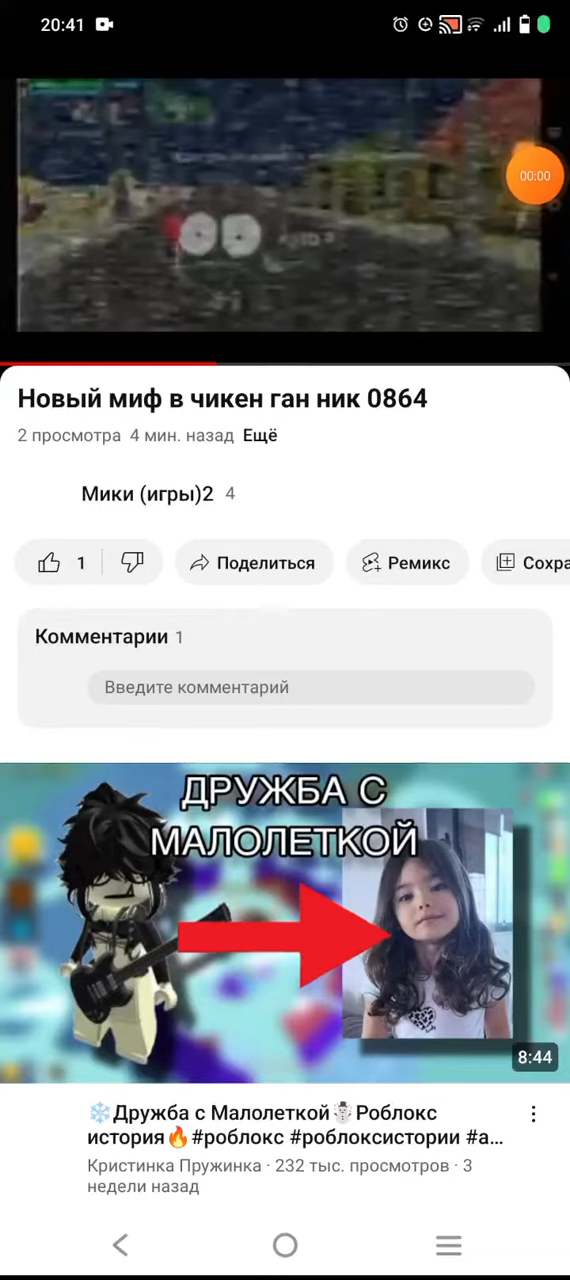 20:41
00:00
Новый миф в чикен ган ник 0864
2 просмотра 4 мин. назад Ещё
Мики (игры)2 4
1 Поделиться Ремикс Сохра
Комментарии 1
Введите комментарий
ДРУЖБА С
МАЛОЛЕТКОЙ
8:44
❄️Дружба с Малолеткой☃️Роблокс
история🔥#роблокс #роблоксистории #а...
Кристинка Пружинка · 232 тыс. просмотров · 3
недели назад